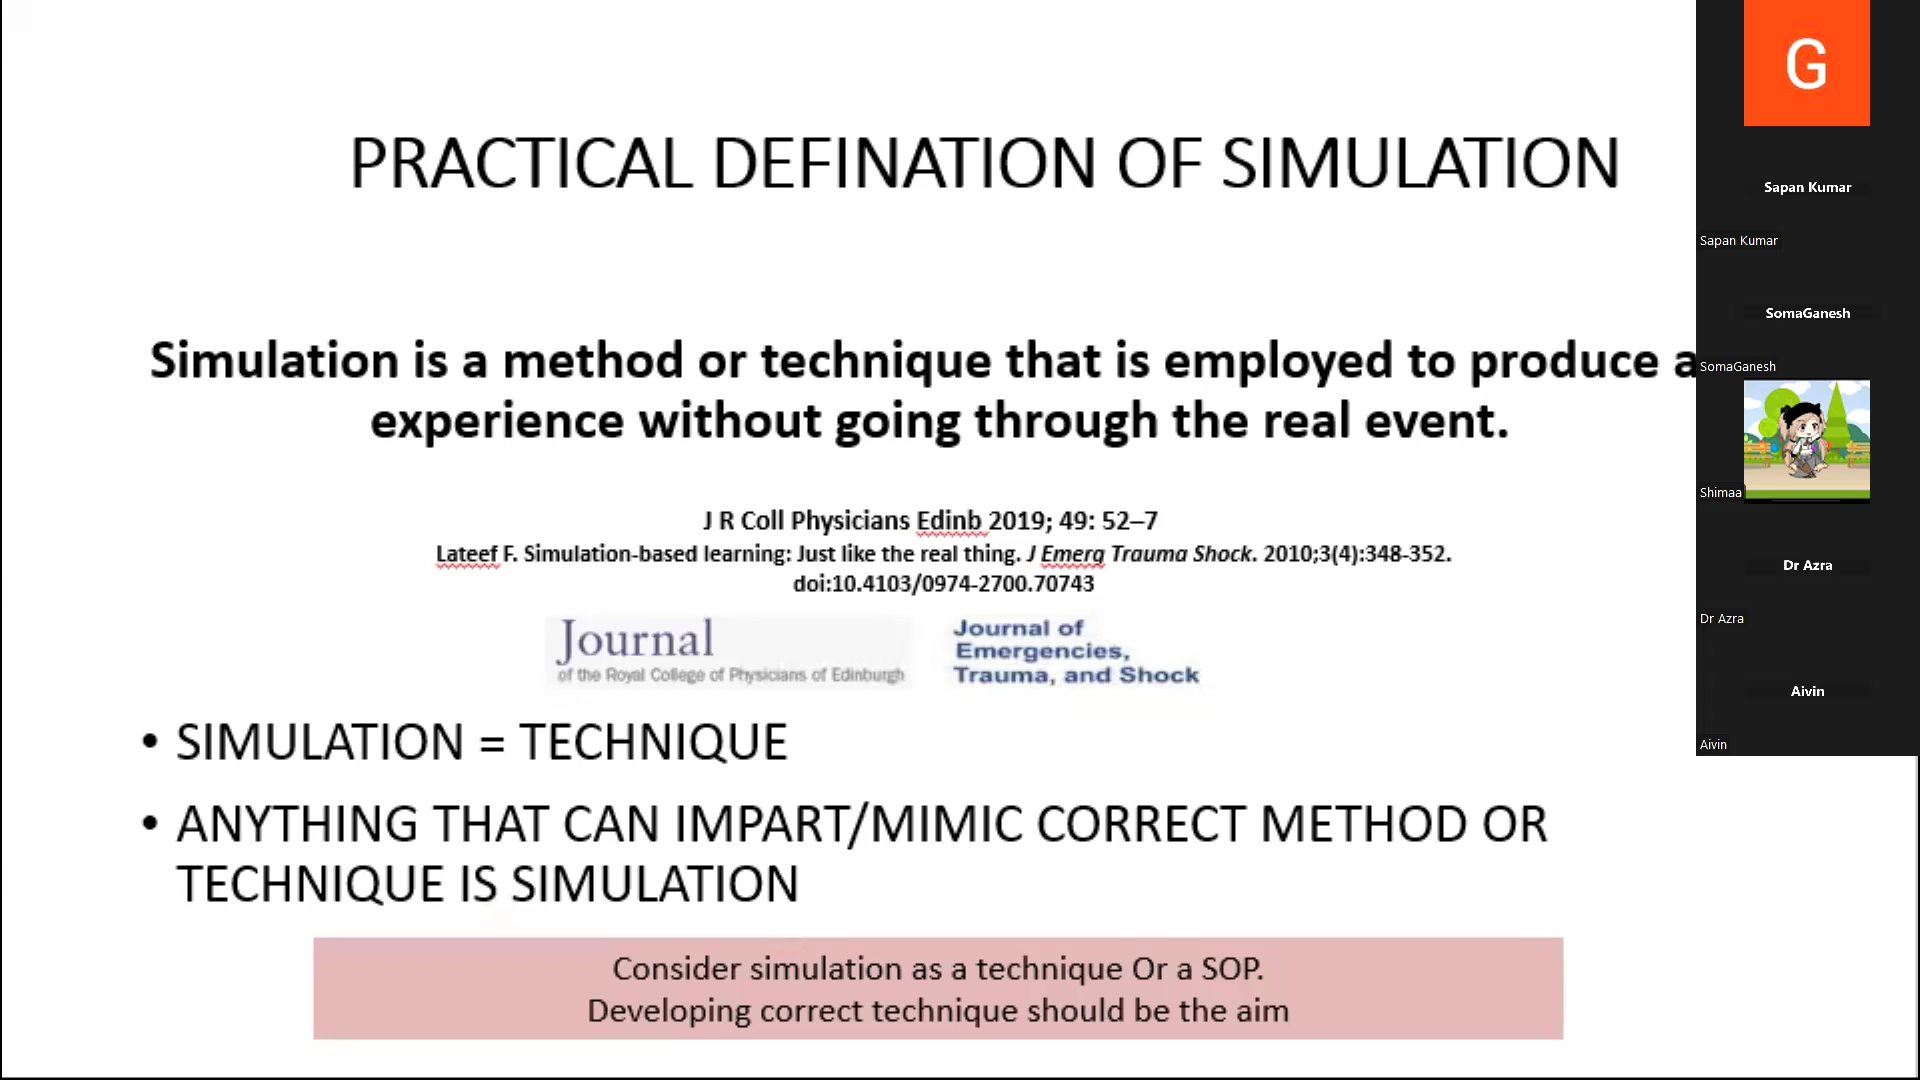 PRACTICAL DEFINATION OF SIMULATION
Simulation is a method or technique that is employed to produce a
experience without going through the real event.
J R Coll Physicians Edinb 2019; 49: 52–7
Lateef F. Simulation-based learning: Just like the real thing. J Emerg Trauma Shock. 2010;3(4):348-352.
doi:10.4103/0974-2700.70743
Journal
of the Royal College of Physicians of Edinburgh
Journal of
Emergencies,
Trauma, and Shock
• SIMULATION = TECHNIQUE
• ANYTHING THAT CAN IMPART/MIMIC CORRECT METHOD OR
TECHNIQUE IS SIMULATION
Consider simulation as a technique Or a SOP.
Developing correct technique should be the aim
G
Sapan Kumar
Sapan Kumar
SomaGanesh
SomaGanesh
Shimaa
Dr Azra
Dr Azra
Aivin
Aivin